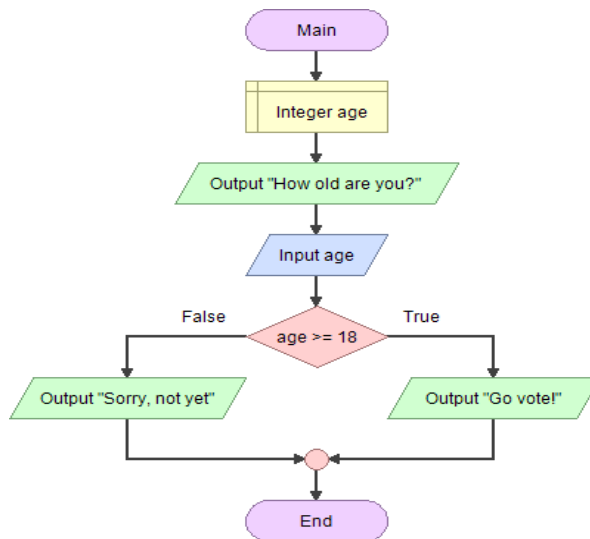 Main
Integer age
Output "How old are you?"
Input age
False
True
age >= 18
Output "Sorry, not yet"
Output "Go vote!"
End